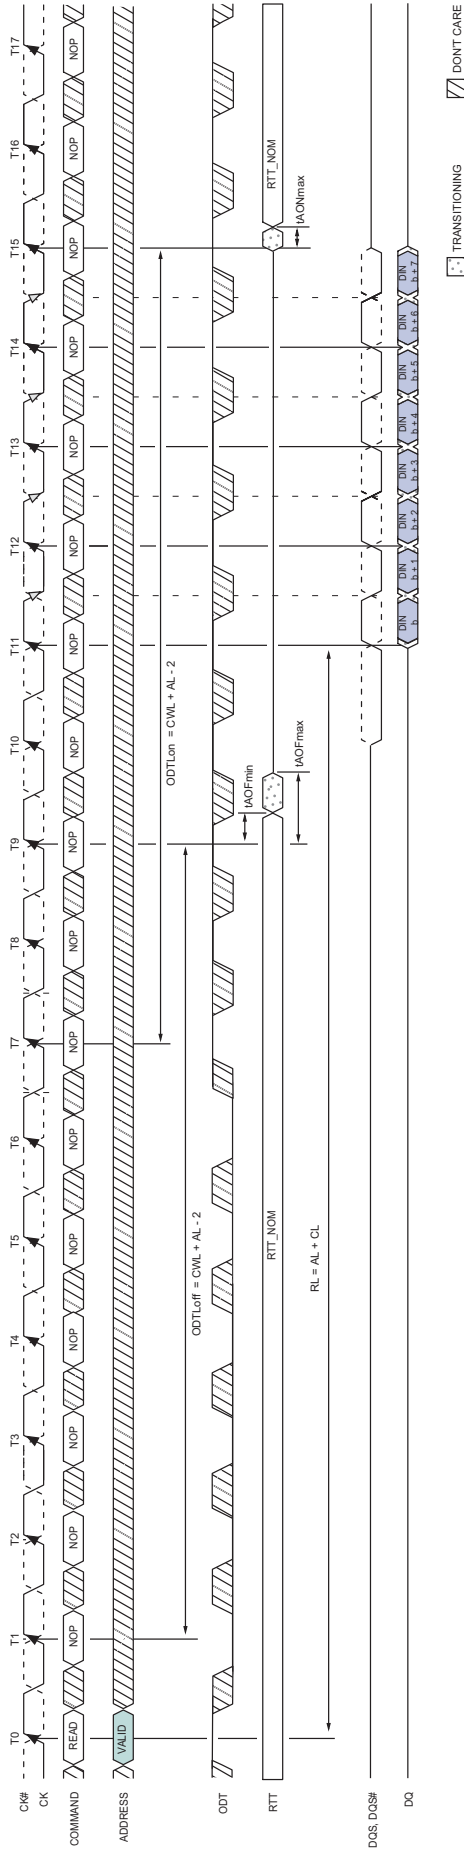 T0 T1 T2 T3 T4 T5 T6 T7 T8 T9 T10 T11 T12 T13 T14 T15 T16 T17
CK#
CK
COMMAND READ NOP NOP NOP NOP NOP NOP NOP NOP NOP NOP NOP NOP NOP NOP NOP NOP NOP
ADDRESS VALID
ODTLon = CWL + AL - 2
ODTLoff = CWL + AL - 2
ODT
tAOFmin
RTT RTT_NOM RTT_NOM
tAOFmax tAONmax
RL = AL + CL
DQS, DQS#
DQ DIN b DIN b + 1 DIN b + 2 DIN b + 3 DIN b + 4 DIN b + 5 DIN b + 6 DIN b + 7
TRANSITIONING DON'T CARE